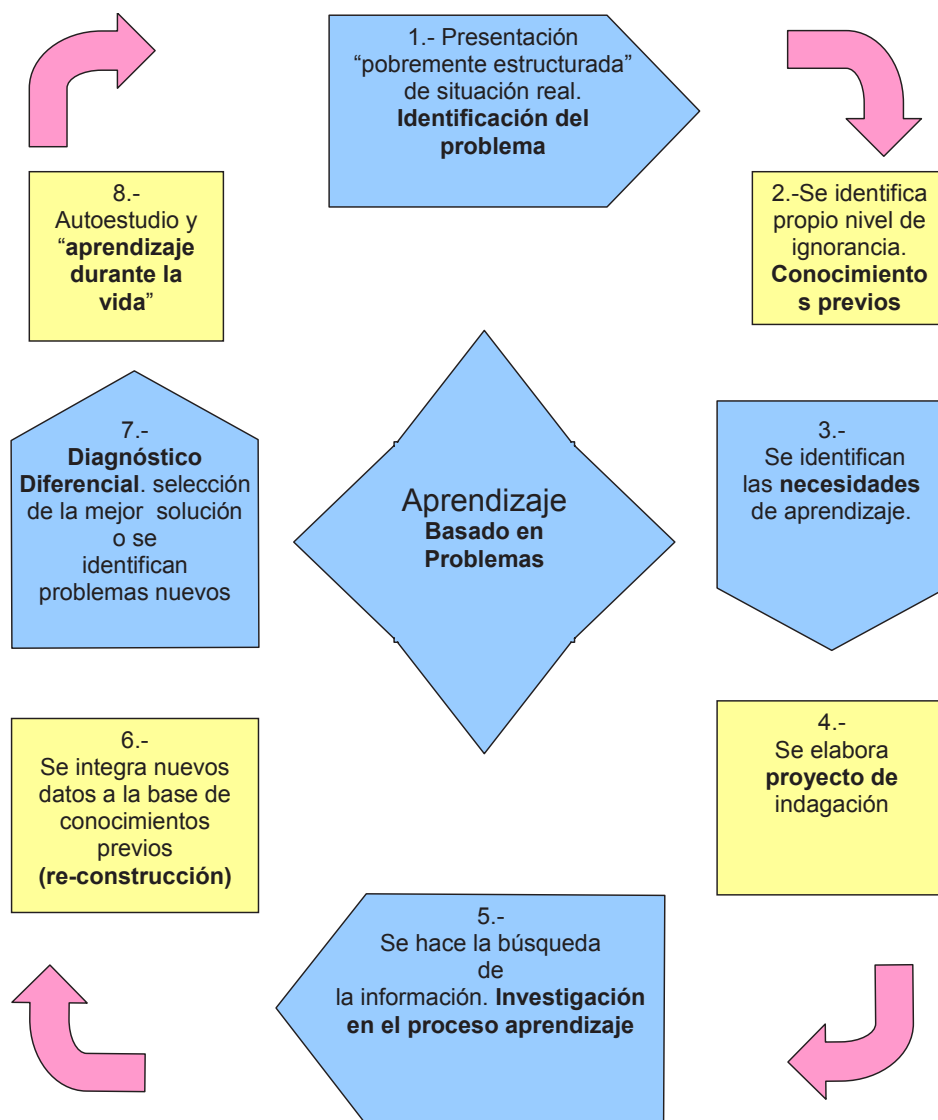 1.- Presentación
“pobremente estructurada”
de situación real.
Identificación del
problema
2.-Se identifica
propio nivel de
ignorancia.
Conocimiento
s previos
3.-
Se identifican
las necesidades
de aprendizaje.
4.-
Se elabora
proyecto de
indagación
5.-
Se hace la búsqueda
de
la información. Investigación
en el proceso aprendizaje
6.-
Se integra nuevos
datos a la base de
conocimientos
previos
(re-construcción)
7.-
Diagnóstico
Diferencial. selección
de la mejor solución
o se
identifican
problemas nuevos
8.-
Autoestudio y
“aprendizaje
durante la
vida”
Aprendizaje
Basado en
Problemas